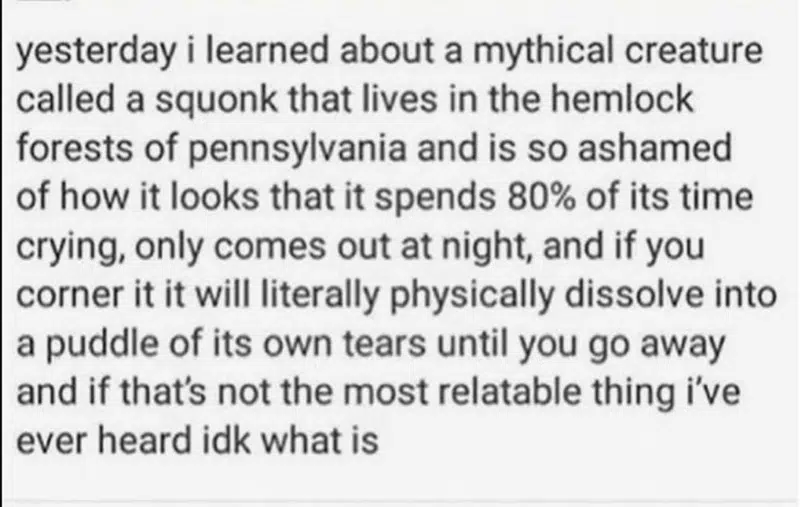 yesterday i learned about a mythical creature
called a squonk that lives in the hemlock
forests of pennsylvania and is so ashamed
of how it looks that it spends 80% of its time
crying, only comes out at night, and if you
corner it it will literally physically dissolve into
a puddle of its own tears until you go away
and if that's not the most relatable thing i've
ever heard idk what is